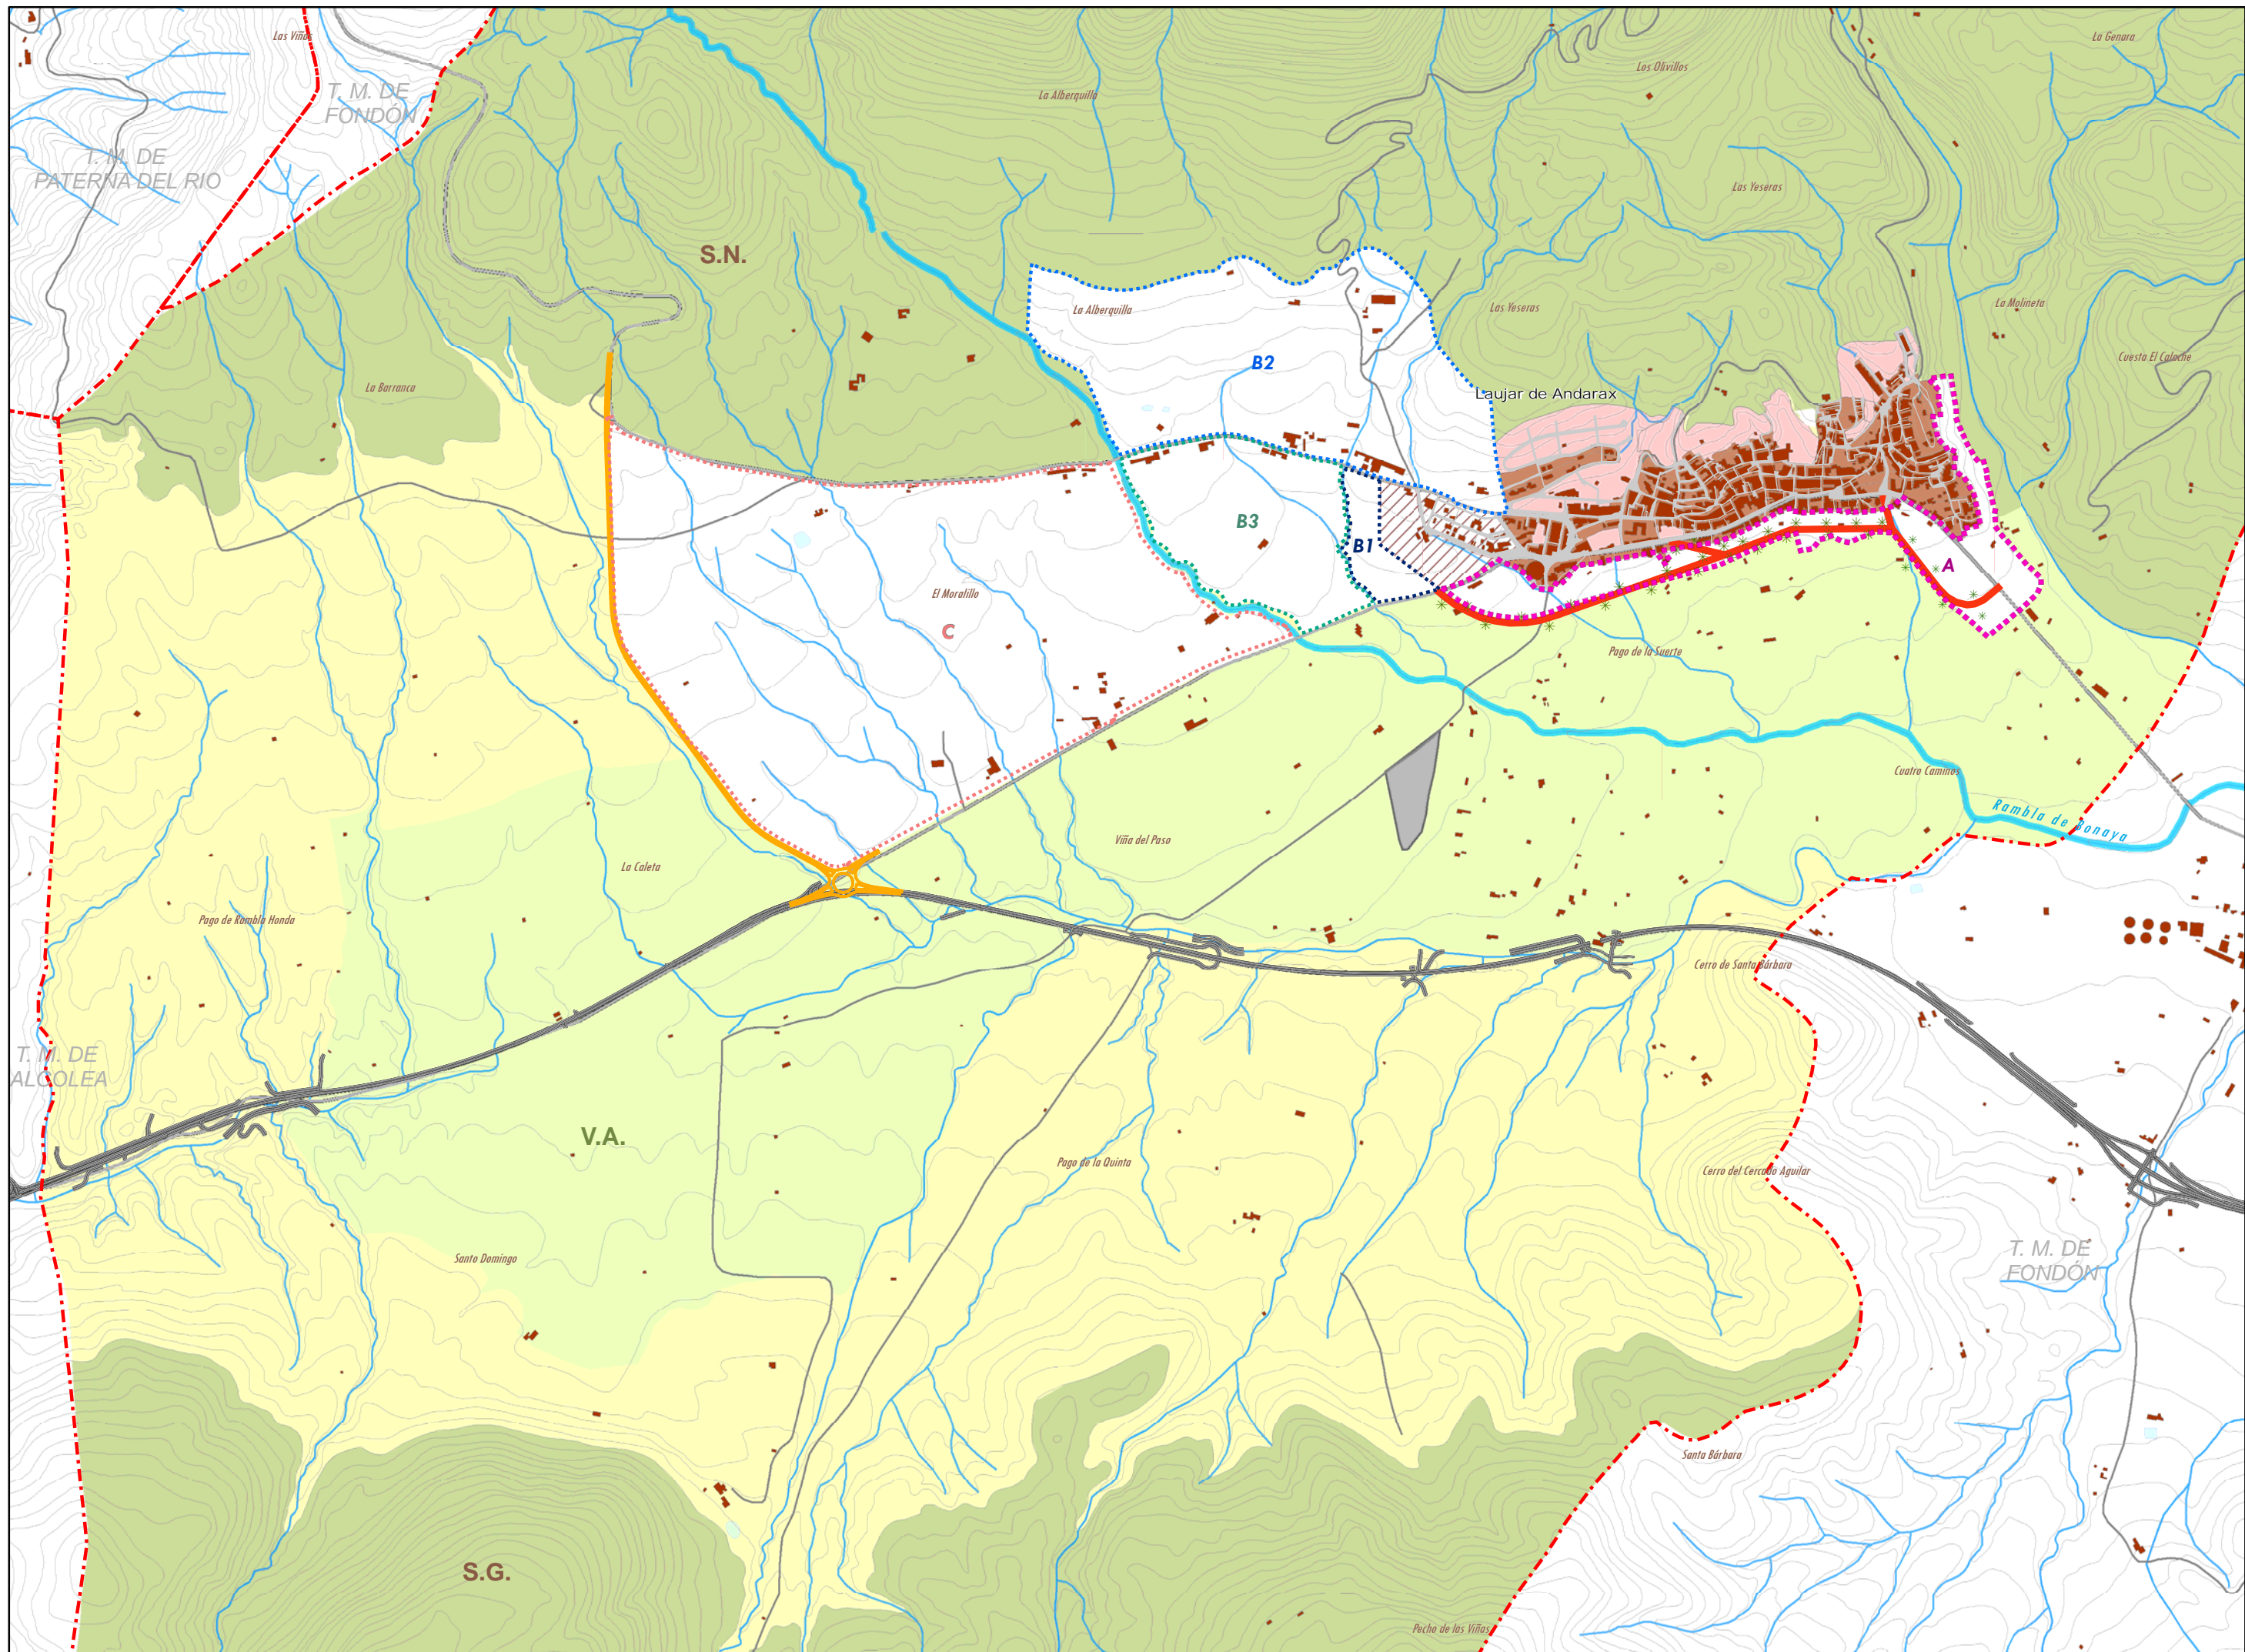 Las Viñas
La Genara
Los Olivillos
T. M. DE
FONDÓN
La Alberquilla
T. M. DE
PATERNA DEL RIO
Las Yeseras
S.N.
La Molineta
La Alberquilla
Las Yeseras
Cuesta El Calache
B2
La Barranca
Laujar de Andarax
B3
B1
A
El Moralillo
C
Pago de la Suerte
Cuatro Caminos
Rambla de Bonaya
Viña del Paso
La Caleta
Pago de Rambla Honda
Cerro de Santa Bárbara
T. M. DE
ALCOLEA
V.A.
Pago de la Quinta
Cerro del Cercado Aguilar
T. M. DE
FONDÓN
Santo Domingo
Santa Bárbara
S.G.
Pecho de las Viñas